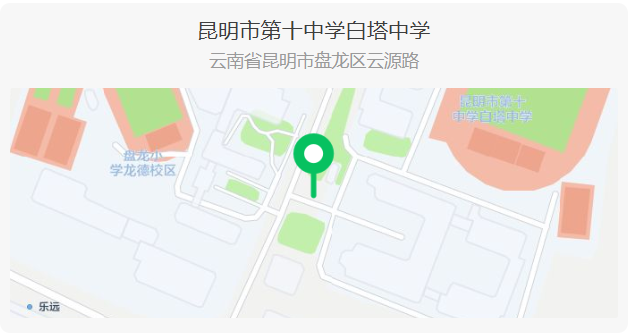 昆明市第十中学白塔中学
云南省昆明市盘龙区云源路
昆明市第十
中学白塔中学
盘龙小
学龙德校区
乐远